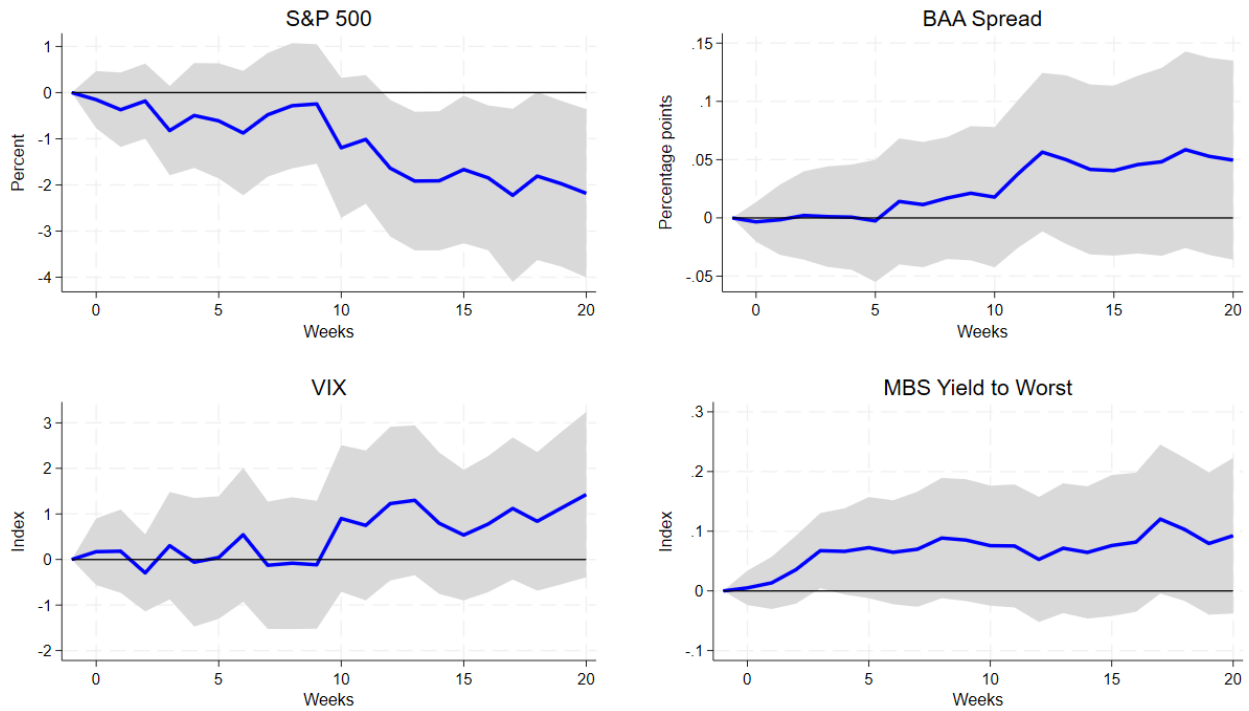 S&P 500
Percent
1
0
-1
-2
-3
-4
0 5 10 15 20
Weeks
BAA Spread
Percentage points
.15
.1
.05
0
-.05
0 5 10 15 20
Weeks
VIX
Index
3
2
1
0
-1
-2
0 5 10 15 20
Weeks
MBS Yield to Worst
Index
.3
.2
.1
0
-.1
0 5 10 15 20
Weeks